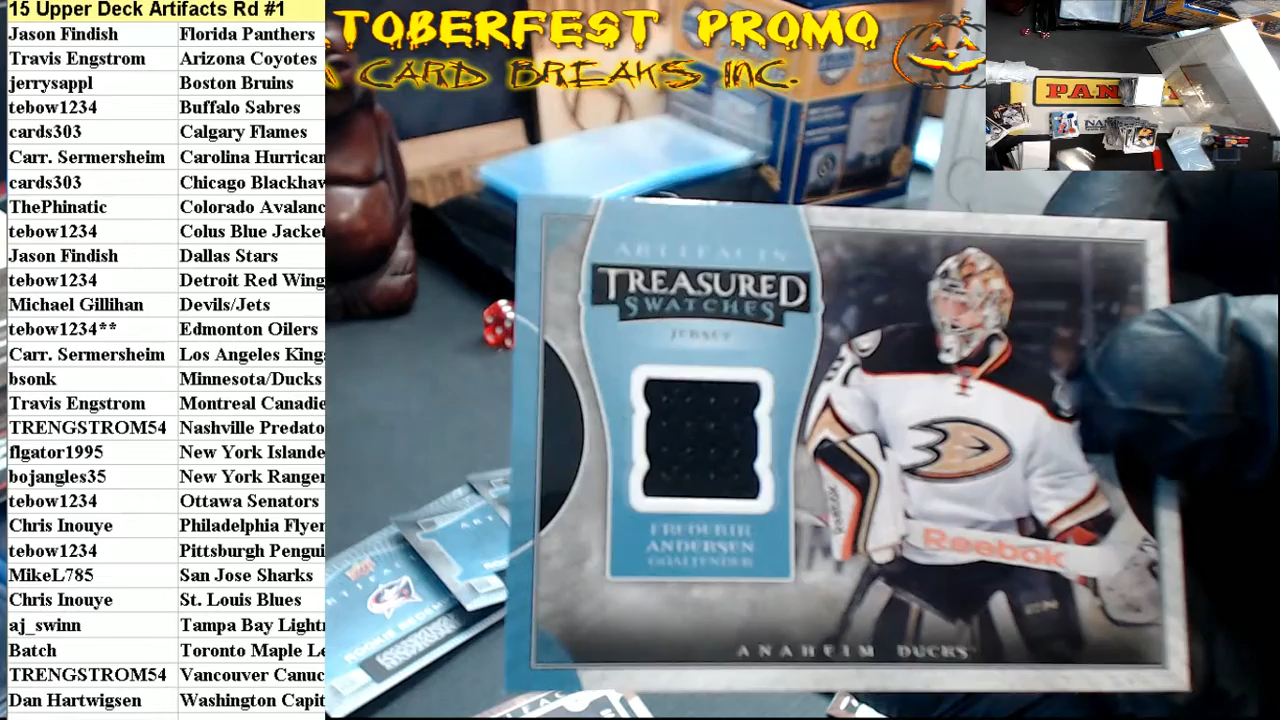 15 Upper Deck Artifacts Rd #1
Jason Findish Florida Panthers
Travis Engstrom Arizona Coyotes
jerrysappl Boston Bruins
tebow1234 Buffalo Sabres
cards303 Calgary Flames
Carr. Sermersheim Carolina Hurrican
cards303 Chicago Blackhav
ThePhinatic Colorado Avalanc
tebow1234 Colus Blue Jacket
Jason Findish Dallas Stars
tebow1234 Detroit Red Wing
Michael Gillihan Devils/Jets
tebow1234** Edmonton Oilers
Carr. Sermersheim Los Angeles Kings
bsonk Minnesota/Ducks
Travis Engstrom Montreal Canadie
TRENGSTROM54 Nashville Predato
flgator1995 New York Islande
bojangles35 New York Ranger
tebow1234 Ottawa Senators
Chris Inouye Philadelphia Flyer
tebow1234 Pittsburgh Pengui
MikeL785 San Jose Sharks
Chris Inouye St. Louis Blues
aj_swinn Tampa Bay Lightn
Batch Toronto Maple Le
TRENGSTROM54 Vancouver Canuc
Dan Hartwigsen Washington Capit
TOBERFEST PROMO
CARD BREAKS INC.
PAN
ARTIFACTS
TREASURED
SWATCHES
JERSEY
FREDERIK
ANDERSEN
GOALTENDER
Reebok
ANAHEIM DUCKS